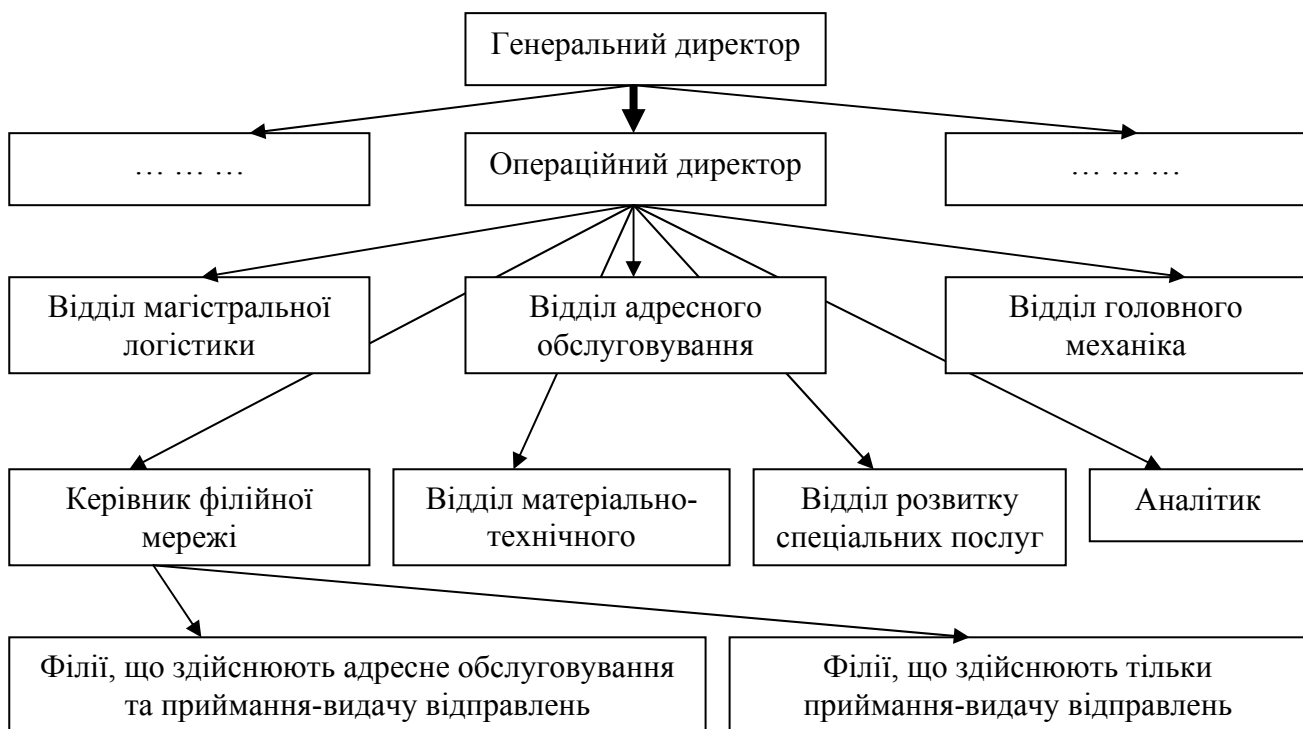 Генеральний директор
… … …
Операційний директор
… … …
Відділ магістральної
логістики
Відділ адресного
обслуговування
Відділ головного
механіка
Керівник філійної
мережі
Відділ матеріально-
технічного
Відділ розвитку
спеціальних послуг
Аналітик
Філії, що здійснюють адресне обслуговування
та приймання-видачу відправлень
Філії, що здійснюють тільки
приймання-видачу відправлень